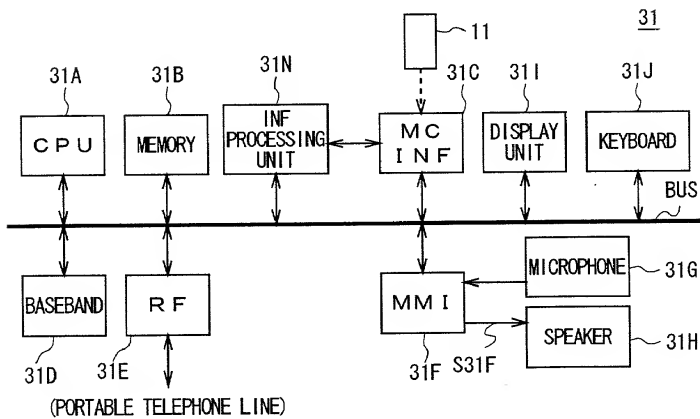 11
31
31A
31B
31N
31C
31I
31J
CPU
MEMORY
INF
PROCESSING
UNIT
MC
INF
DISPLAY
UNIT
KEYBOARD
BUS
BASEBAND
RF
MMI
MICROPHONE
31G
SPEAKER
31H
31D
31E
31F
S31F
(PORTABLE TELEPHONE LINE)